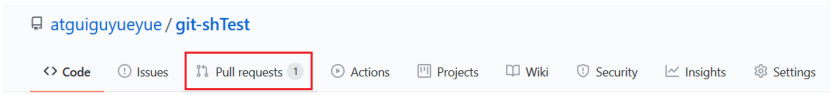 atguiguyueyue / git-shTest
Code Issues Pull requests 1 Actions Projects Wiki Security Insights Settings